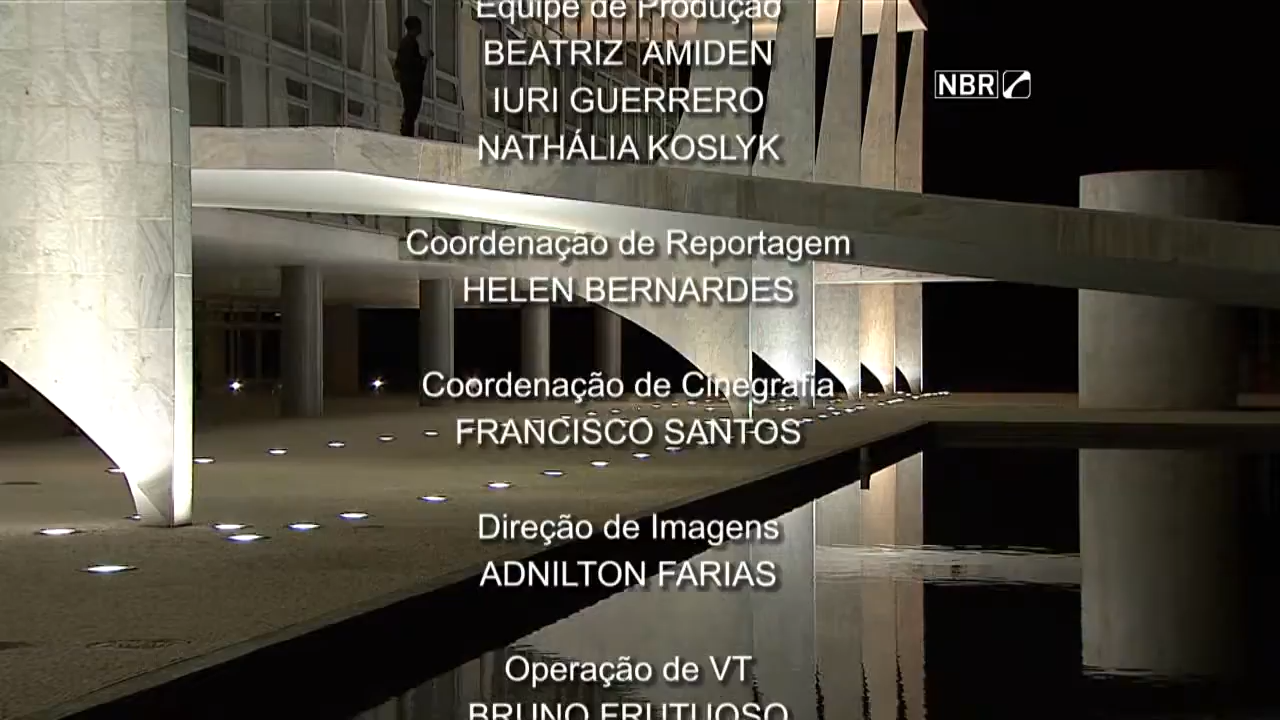 Equipe de Produção
BEATRIZ AMIDEN
NBR
IURI GUERRERO
NATHÁLIA KOSLYK
Coordenação de Reportagem
HELEN BERNARDES
Coordenação de Cinegrafia
FRANCISCO SANTOS
Direção de Imagens
ADNILTON FARIAS
Operação de VT
BRUNO FRUTUOSO